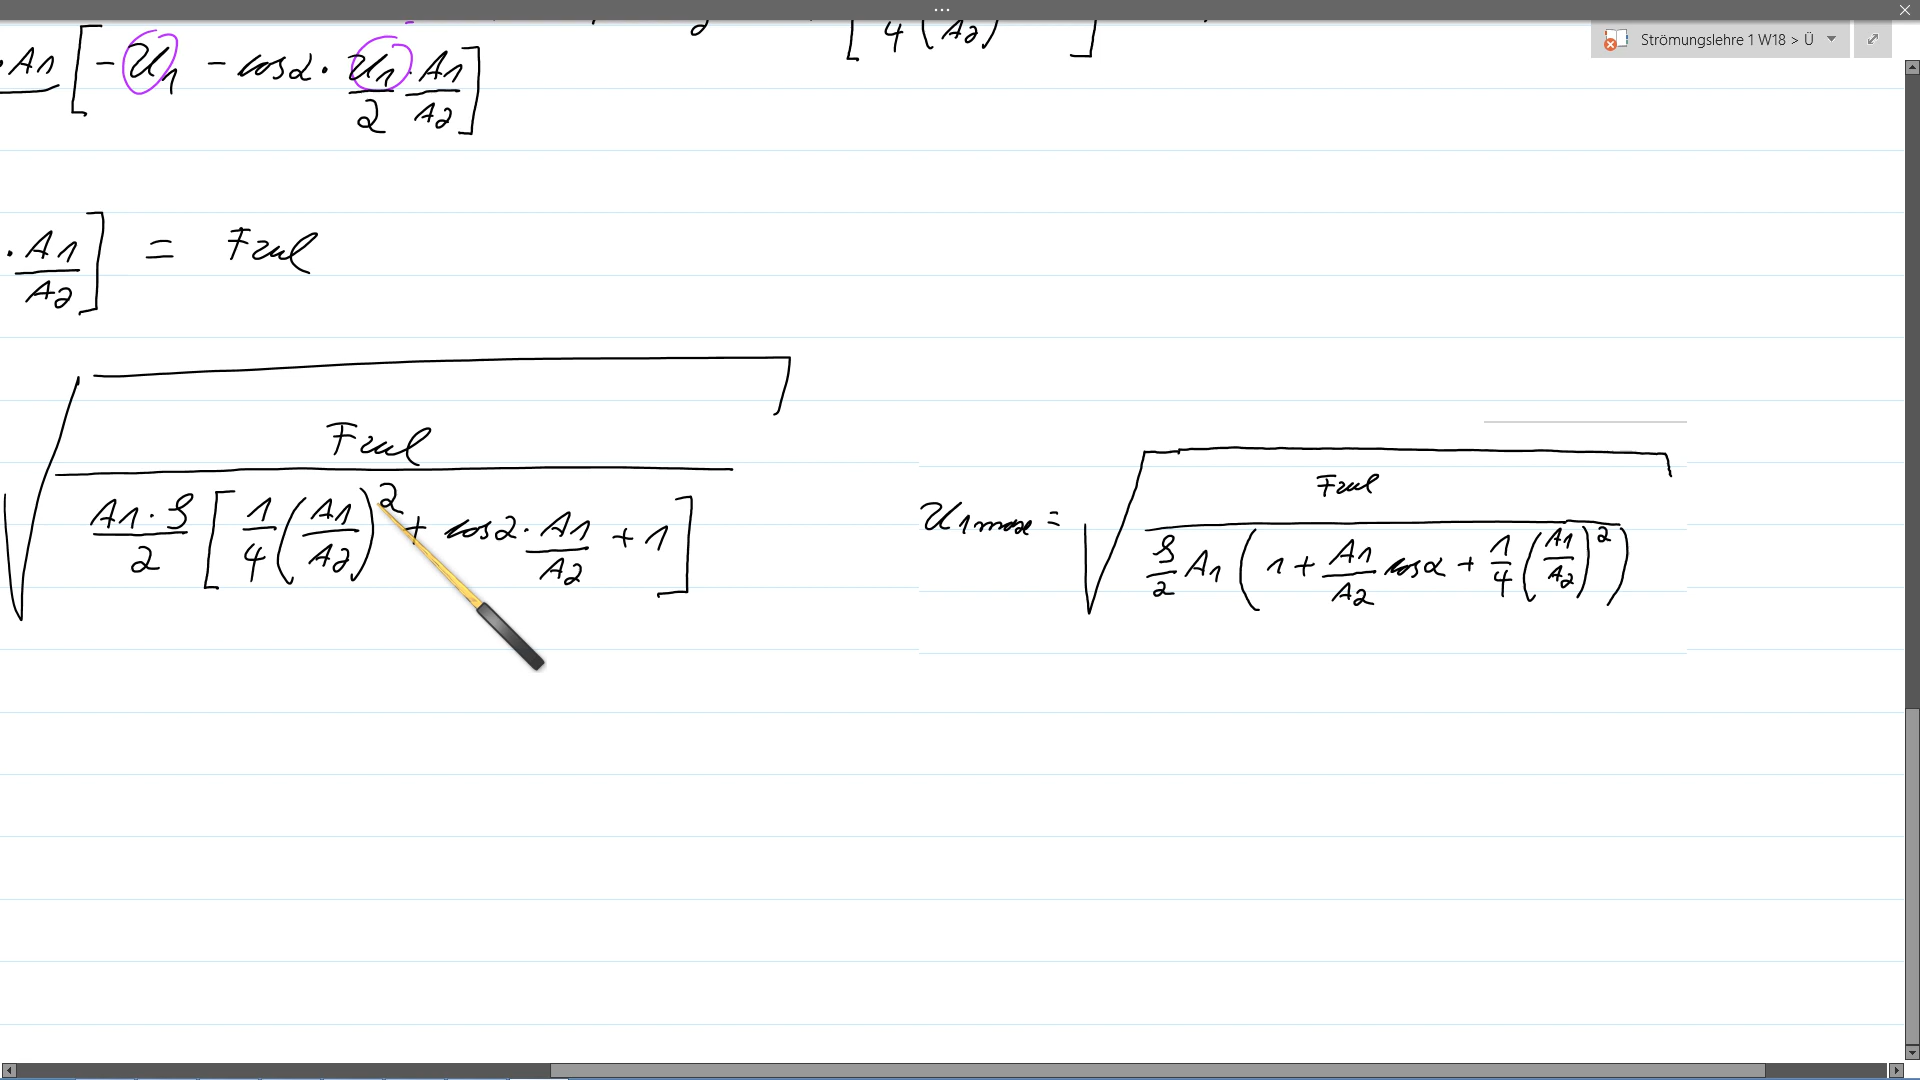 Strömungslehre 1 W18 > Ü
· A1 [ - U1 - cosα · U1/2 · A1/A2 ]
4 ( A2 ) ]
· A1/A2 ] = Fzul
√( Fzul / ( A1 · ρ/2 [ 1/4 (A1/A2)² + cosα · A1/A2 + 1 ] ) )
U1max = √( Fzul / ( ρ/2 A1 ( 1 + A1/A2 cosα + 1/4 (A1/A2)² ) ) )